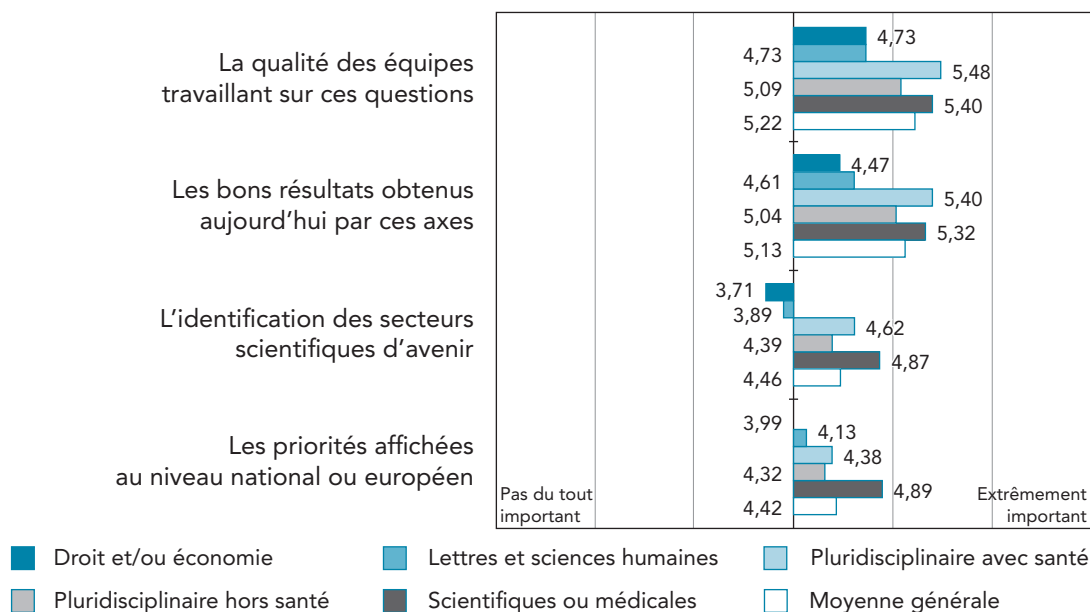 La qualité des équipes
travaillant sur ces questions
4,73
4,73
5,48
5,09
5,40
5,22
Les bons résultats obtenus
aujourd'hui par ces axes
4,47
4,61
5,40
5,04
5,32
5,13
L'identification des secteurs
scientifiques d'avenir
3,71
3,89
4,62
4,39
4,87
4,46
Les priorités affichées
au niveau national ou européen
3,99
4,13
4,38
4,32
4,89
4,42
Pas du tout
important
Extrêmement
important
Droit et/ou économie
Lettres et sciences humaines
Pluridisciplinaire avec santé
Pluridisciplinaire hors santé
Scientifiques ou médicales
Moyenne générale